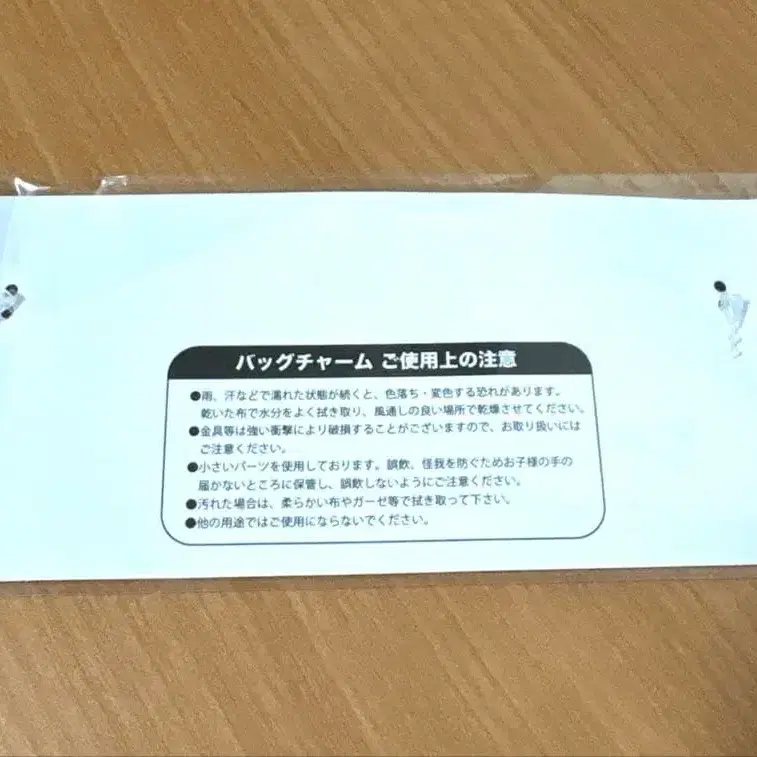 バッグチャーム ご使用上の注意
●雨、汗などで濡れた状態が続くと、色落ち・変色する恐れがあります。
乾いた布で水分をよく拭き取り、風通しの良い場所で乾燥させてください。
●金具等は強い衝撃により破損することがございますので、お取り扱いには
ご注意ください。
●小さいパーツを使用しております。誤飲、怪我を防ぐためお子様の手の
届かないところに保管し、誤飲しないようにご注意ください。
●汚れた場合は、柔らかい布やガーゼ等で拭き取って下さい。
●他の用途ではご使用にならないでください。